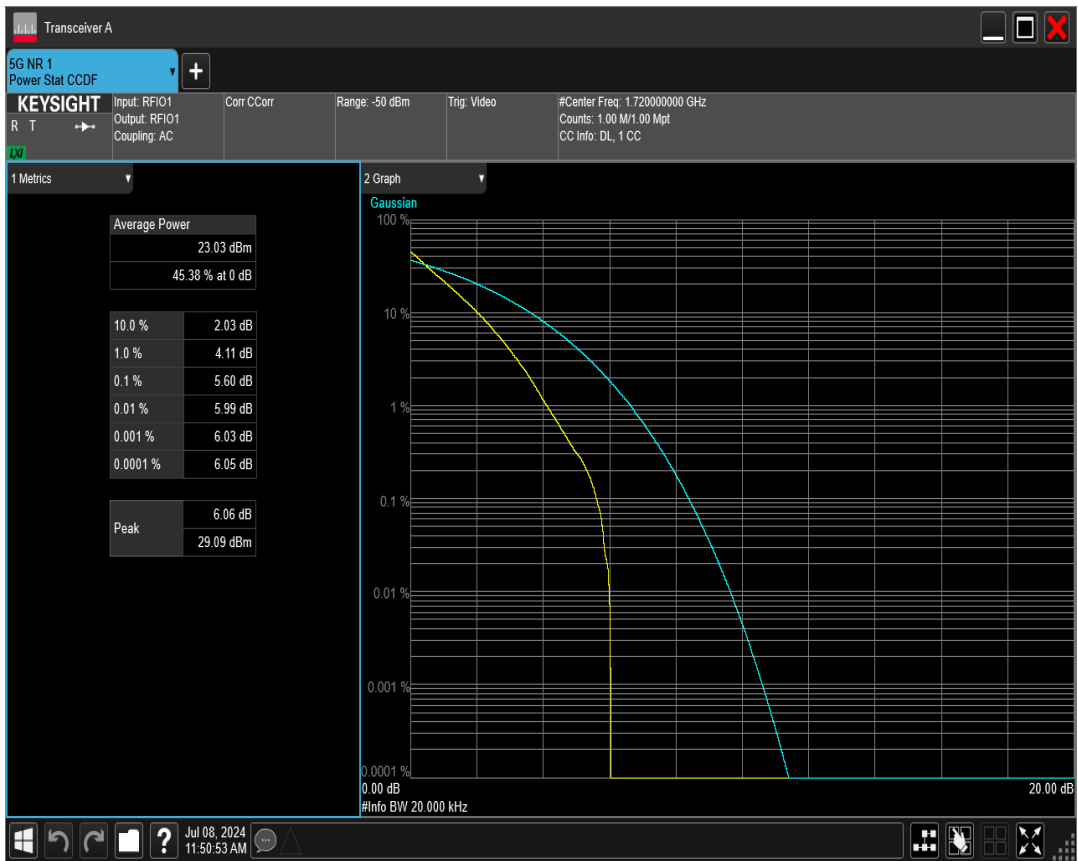 Transceiver A
5G NR 1
Power Stat CCDF
KEYSIGHT
R T
LXI
Input: RFIO1
Output: RFIO1
Coupling: AC
Corr CCorr
Range: -50 dBm
Trig: Video
#Center Freq: 1.720000000 GHz
Counts: 1.00 M/1.00 Mpt
CC Info: DL, 1 CC
1 Metrics
Average Power
23.03 dBm
45.38 % at 0 dB
10.0 % 2.03 dB
1.0 % 4.11 dB
0.1 % 5.60 dB
0.01 % 5.99 dB
0.001 % 6.03 dB
0.0001 % 6.05 dB
Peak
6.06 dB
29.09 dBm
2 Graph
Gaussian
100 %
10 %
1 %
0.1 %
0.01 %
0.001 %
0.0001 %
0.00 dB
20.00 dB
#Info BW 20.000 kHz
?
Jul 08, 2024
11:50:53 AM